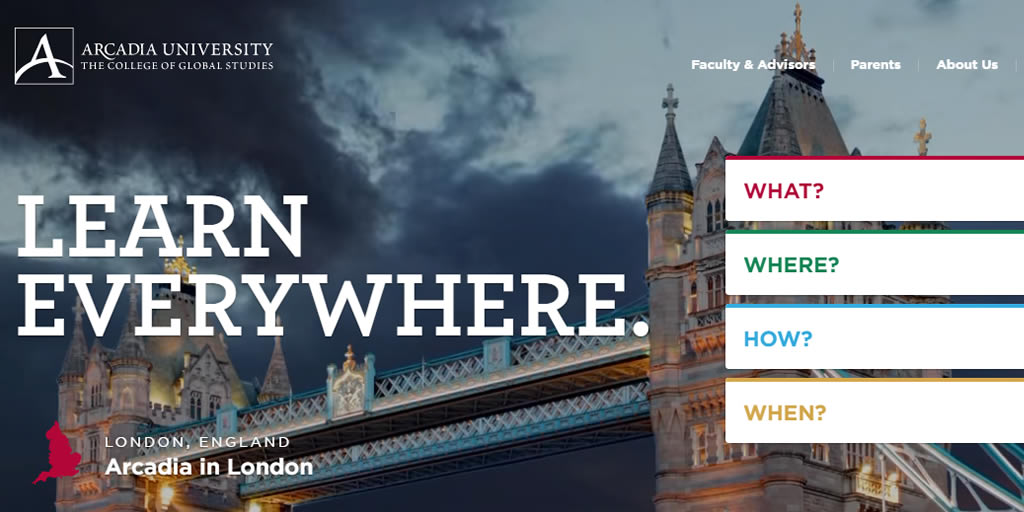 ARCADIA UNIVERSITY
THE COLLEGE OF GLOBAL STUDIES
Faculty & Advisors
Parents
About Us
LEARN
EVERYWHERE.
WHAT?
WHERE?
HOW?
WHEN?
LONDON, ENGLAND
Arcadia in London